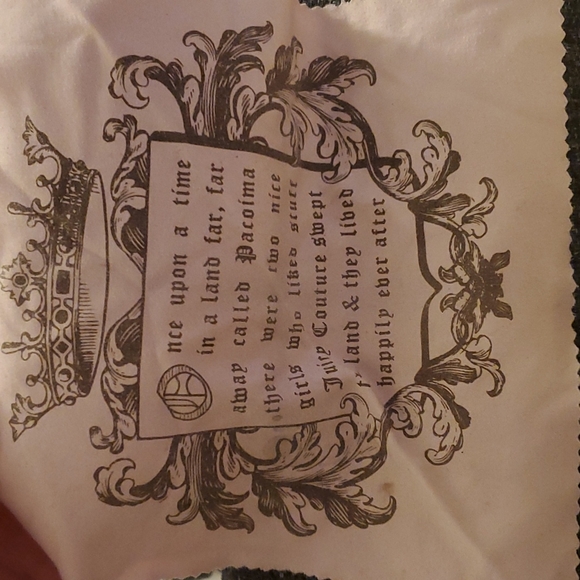 Once upon a time
in a land far, far
away called Pacoima
there were two nice
girls who liked stuff
Juicy Couture swept
land & they lived
happily ever after